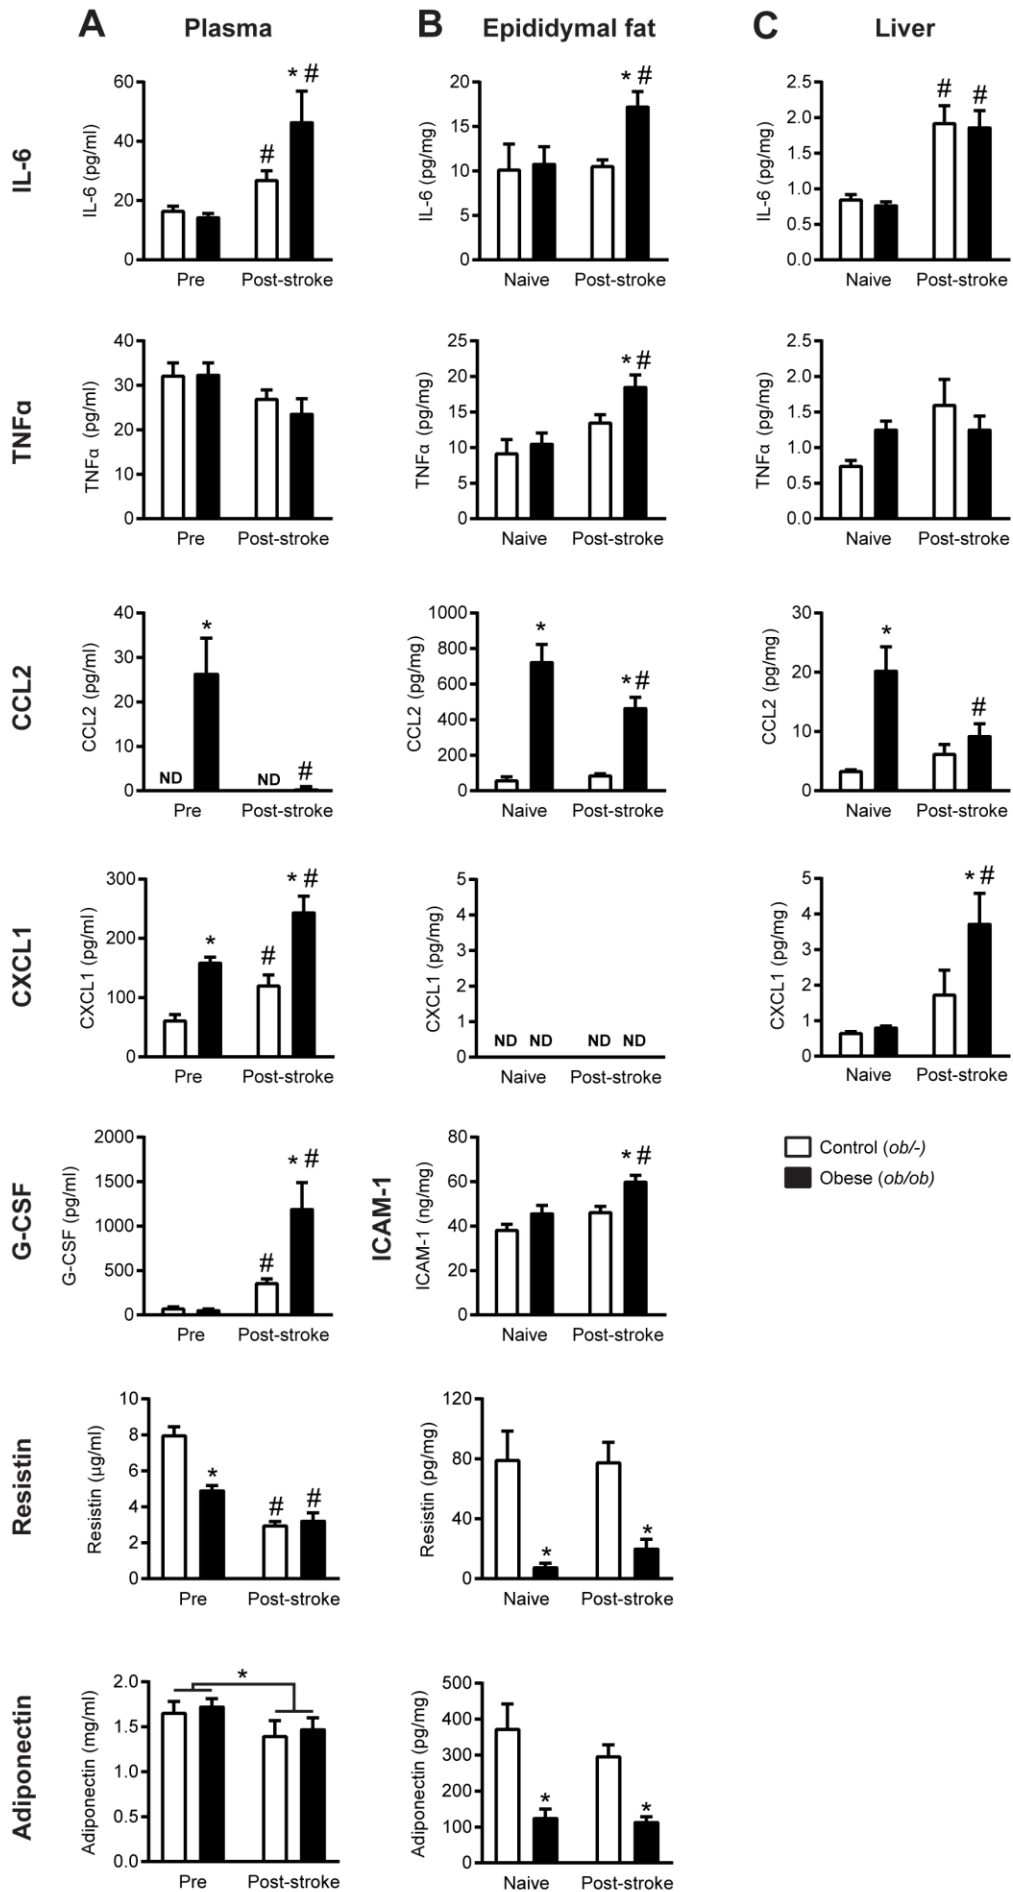 A Plasma B Epididymal fat C Liver
IL-6
IL-6 (pg/ml)
60
40
20
0
* #
#
Pre Post-stroke
IL-6 (pg/mg)
20
15
10
5
0
* #
Naive Post-stroke
IL-6 (pg/mg)
2.5
2.0
1.5
1.0
0.5
0.0
# #
Naive Post-stroke
TNFα
TNFα (pg/ml)
40
30
20
10
0
Pre Post-stroke
TNFα (pg/mg)
25
20
15
10
5
0
* #
Naive Post-stroke
TNFα (pg/mg)
2.5
2.0
1.5
1.0
0.5
0.0
Naive Post-stroke
CCL2
CCL2 (pg/ml)
40
30
20
10
0
*
ND ND #
Pre Post-stroke
CCL2 (pg/mg)
1000
800
600
400
200
0
*
* #
Naive Post-stroke
CCL2 (pg/mg)
30
20
10
0
*
#
Naive Post-stroke
CXCL1
CXCL1 (pg/ml)
300
200
100
0
* #
* #
Pre Post-stroke
CXCL1 (pg/mg)
5
4
3
2
1
0
ND ND ND ND
Naive Post-stroke
CXCL1 (pg/mg)
5
4
3
2
1
0
* #
Naive Post-stroke
G-CSF
G-CSF (pg/ml)
2000
1500
1000
500
0
* #
#
Pre Post-stroke
ICAM-1
ICAM-1 (ng/mg)
80
60
40
20
0
* #
Naive Post-stroke
Control (ob/-)
Obese (ob/ob)
Resistin
Resistin (µg/ml)
10
8
6
4
2
0
* # #
Pre Post-stroke
Resistin (pg/mg)
120
80
40
0
* *
Naive Post-stroke
Adiponectin
Adiponectin (mg/ml)
2.0
1.5
1.0
0.5
0.0
*
Pre Post-stroke
Adiponectin (pg/mg)
500
400
300
200
100
0
* *
Naive Post-stroke